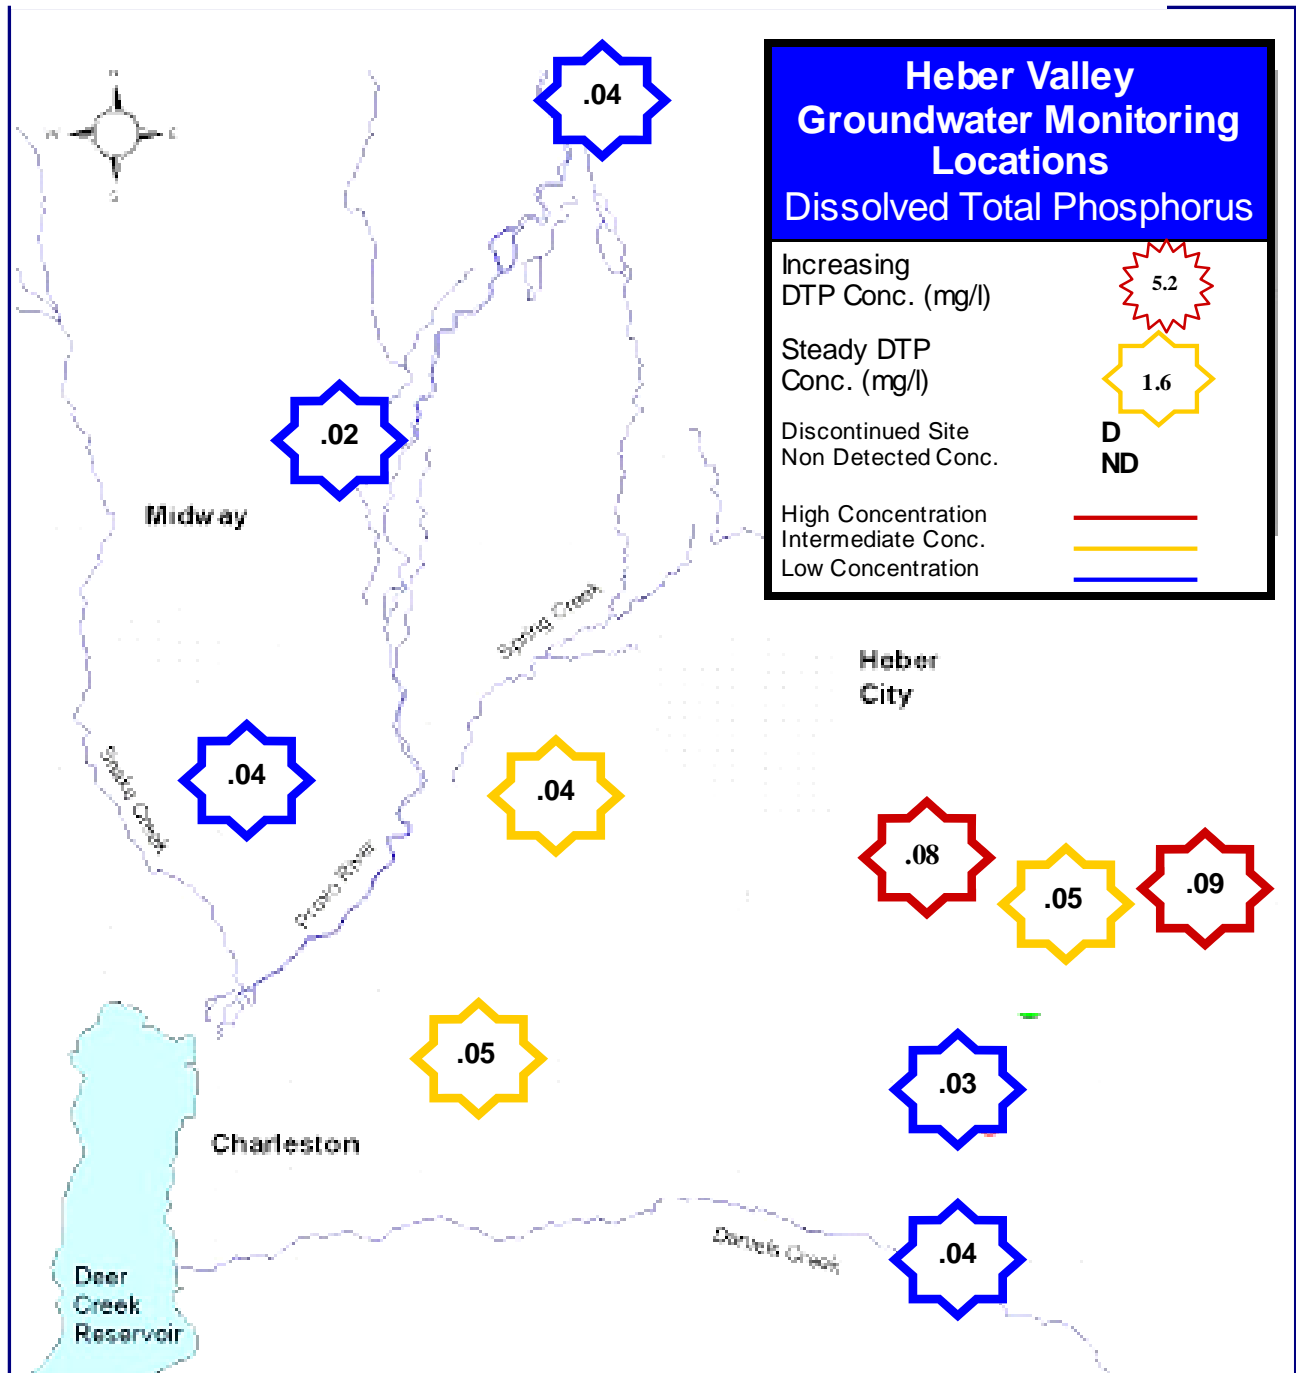 Heber Valley
Groundwater Monitoring
Locations
Dissolved Total Phosphorus
Increasing
DTP Conc. (mg/l)
5.2
Steady DTP
Conc. (mg/l)
1.6
Discontinued Site D
Non Detected Conc. ND
High Concentration
Intermediate Conc.
Low Concentration
N
W E
S
.04
.02
Midway
Spring Creek
Heber
City
.04
Snake Creek
.04
Provo River
.08
.05
.09
.05
.03
Charleston
Daniels Creek
.04
Deer
Creek
Reservoir